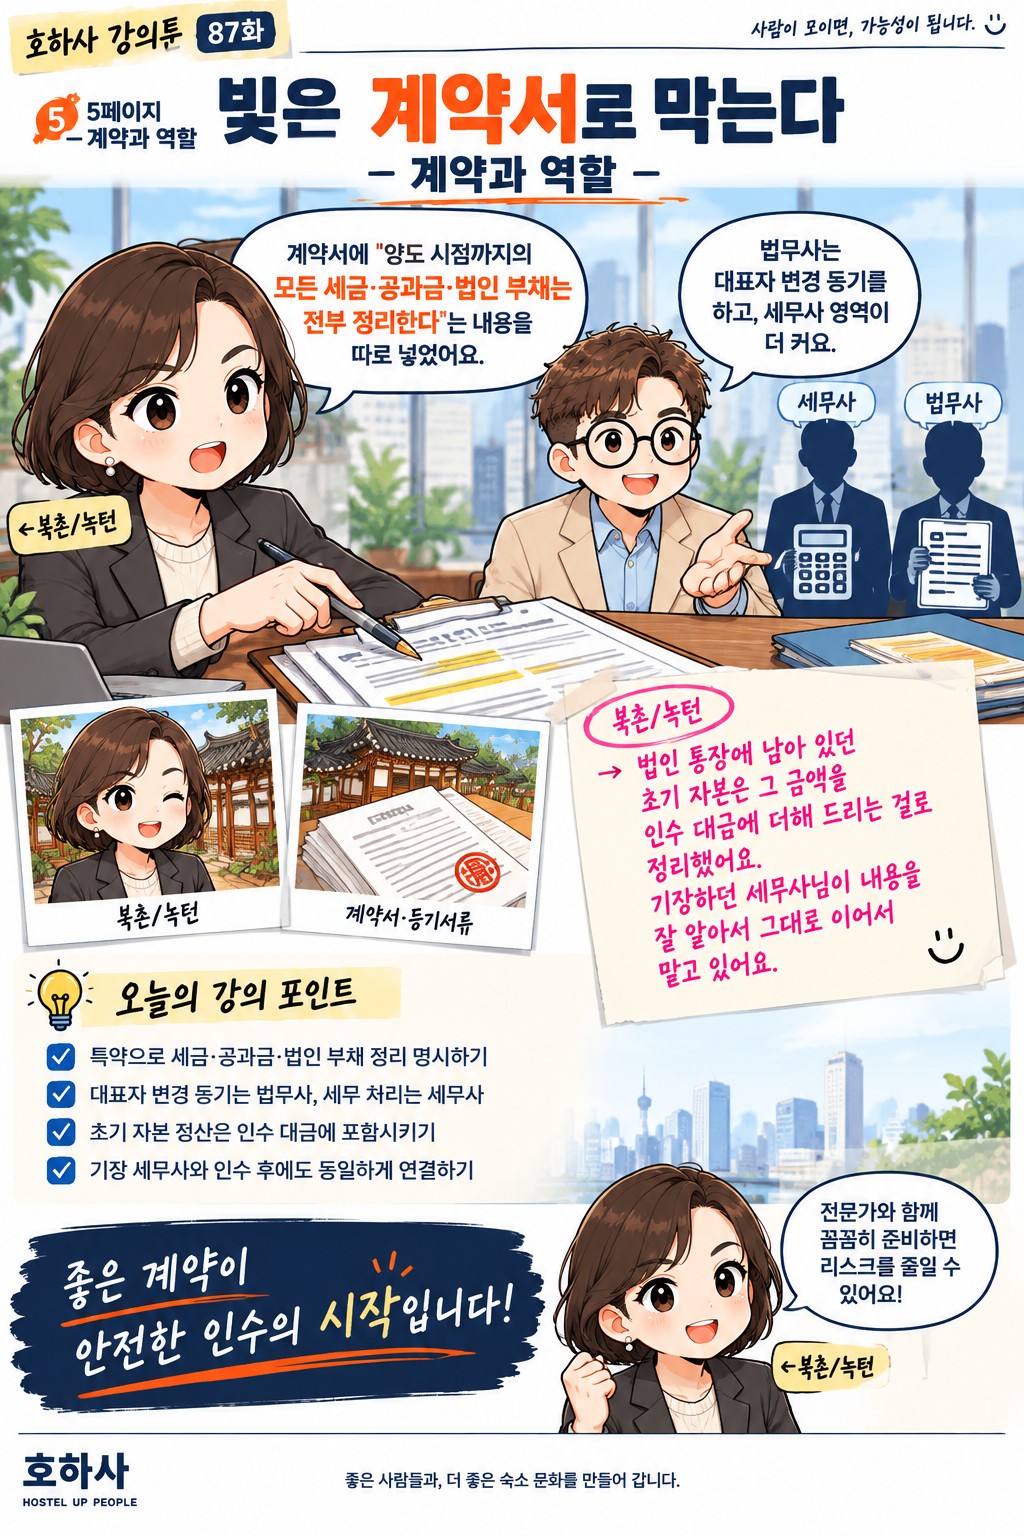 호하사 강의툰 87화
사람이 모이면, 가능성이 됩니다.
5 5페이지
계약과 역할
빚은 계약서로 막는다
- 계약과 역할 -
계약서에 "양도 시점까지의
모든 세금·공과금·법인 부채는
전부 정리한다"는 내용을
따로 넣었어요.
법무사는
대표자 변경 등기를
하고, 세무사 영역이
더 커요.
세무사
법무사
←북촌/녹턴
북촌/녹턴
계약서·등기서류
북촌/녹턴
→ 법인 통장에 남아 있던
초기 자본은 그 금액을
인수 대금에 더해 드리는 걸로
정리했어요.
기장하던 세무사님이 내용을
잘 알아서 그대로 이어서
맡고 있어요.
오늘의 강의 포인트
특약으로 세금·공과금·법인 부채 정리 명시하기
대표자 변경 등기는 법무사, 세무 처리는 세무사
초기 자본 정산은 인수 대금에 포함시키기
기장 세무사와 인수 후에도 동일하게 연결하기
좋은 계약이
안전한 인수의 시작입니다!
전문가와 함께
꼼꼼히 준비하면
리스크를 줄일 수
있어요!
←북촌/녹턴
호하사
HOSTEL UP PEOPLE
좋은 사람들과, 더 좋은 숙소 문화를 만들어 갑니다.